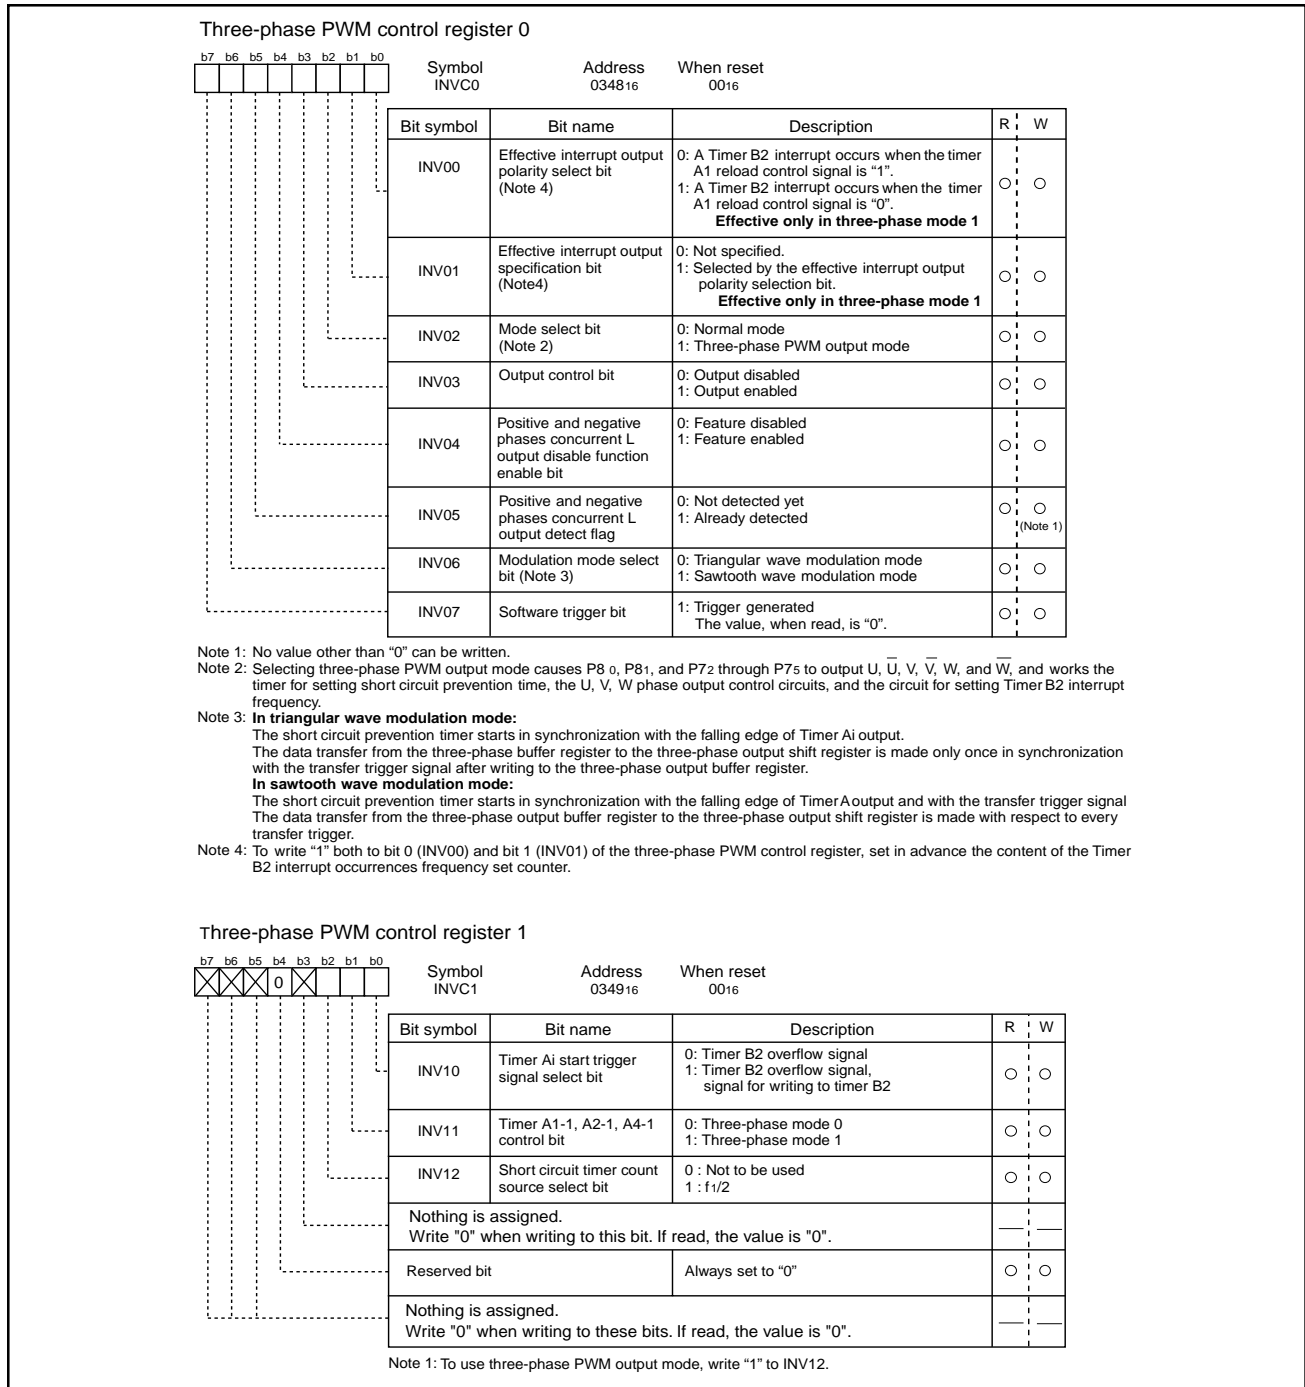 Three-phase PWM control register 0
b7 b6 b5 b4 b3 b2 b1 b0
Symbol Address When reset
INVC0 034816 0016
Bit symbol Bit name Description R W
INV00 Effective interrupt output polarity select bit (Note 4) 0: A Timer B2 interrupt occurs when the timer A1 reload control signal is “1”.
1: A Timer B2 interrupt occurs when the timer A1 reload control signal is “0”.
Effective only in three-phase mode 1
INV01 Effective interrupt output specification bit (Note4) 0: Not specified.
1: Selected by the effective interrupt output polarity selection bit.
Effective only in three-phase mode 1
INV02 Mode select bit (Note 2) 0: Normal mode
1: Three-phase PWM output mode
INV03 Output control bit 0: Output disabled
1: Output enabled
INV04 Positive and negative phases concurrent L output disable function enable bit 0: Feature disabled
1: Feature enabled
INV05 Positive and negative phases concurrent L output detect flag 0: Not detected yet
1: Already detected
(Note 1)
INV06 Modulation mode select bit (Note 3) 0: Triangular wave modulation mode
1: Sawtooth wave modulation mode
INV07 Software trigger bit 1: Trigger generated
The value, when read, is “0”.
Note 1: No value other than “0” can be written.
Note 2: Selecting three-phase PWM output mode causes P8 0, P81, and P72 through P75 to output U, U̅, V, V̅, W, and W̅, and works the
timer for setting short circuit prevention time, the U, V, W phase output control circuits, and the circuit for setting Timer B2 interrupt
frequency.
Note 3: In triangular wave modulation mode:
The short circuit prevention timer starts in synchronization with the falling edge of Timer Ai output.
The data transfer from the three-phase buffer register to the three-phase output shift register is made only once in synchronization
with the transfer trigger signal after writing to the three-phase output buffer register.
In sawtooth wave modulation mode:
The short circuit prevention timer starts in synchronization with the falling edge of Timer A output and with the transfer trigger signal
The data transfer from the three-phase output buffer register to the three-phase output shift register is made with respect to every
transfer trigger.
Note 4: To write “1” both to bit 0 (INV00) and bit 1 (INV01) of the three-phase PWM control register, set in advance the content of the Timer
B2 interrupt occurrences frequency set counter.
Three-phase PWM control register 1
b7 b6 b5 b4 b3 b2 b1 b0
0
Symbol Address When reset
INVC1 034916 0016
Bit symbol Bit name Description R W
INV10 Timer Ai start trigger signal select bit 0: Timer B2 overflow signal
1: Timer B2 overflow signal, signal for writing to timer B2
INV11 Timer A1-1, A2-1, A4-1 control bit 0: Three-phase mode 0
1: Three-phase mode 1
INV12 Short circuit timer count source select bit 0 : Not to be used
1 : f1/2
Nothing is assigned.
Write "0" when writing to this bit. If read, the value is "0".
Reserved bit Always set to “0”
Nothing is assigned.
Write "0" when writing to these bits. If read, the value is "0".
Note 1: To use three-phase PWM output mode, write “1” to INV12.